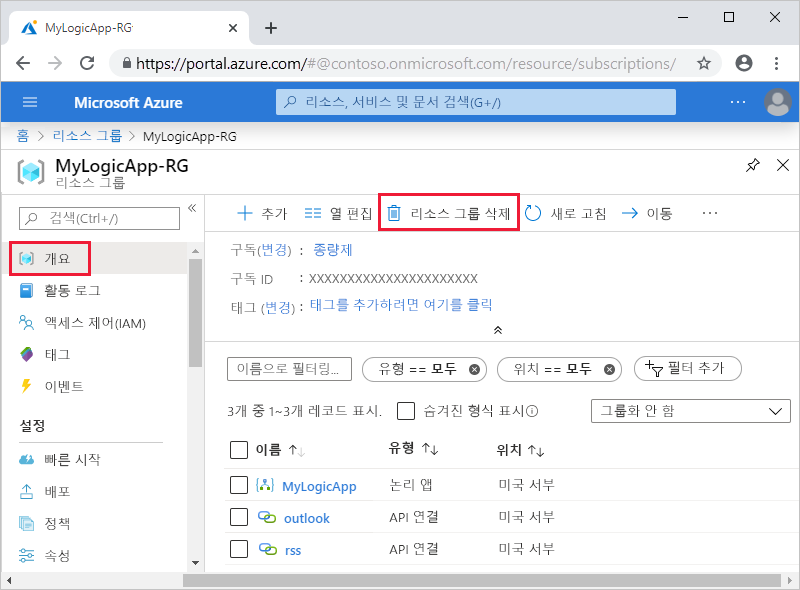 MyLogicApp-RG
https://portal.azure.com/#@contoso.onmicrosoft.com/resource/subscriptions/
Microsoft Azure
리소스, 서비스 및 문서 검색(G+/)
홈 > 리소스 그룹 > MyLogicApp-RG
MyLogicApp-RG
리소스 그룹
검색(Ctrl+/)
개요
활동 로그
액세스 제어(IAM)
태그
이벤트
설정
빠른 시작
배포
정책
속성
추가 열 편집 리소스 그룹 삭제 새로 고침 이동
구독(변경) : 종량제
구독 ID : XXXXXXXXXXXXXXXXXXXXXX
태그 (변경) : 태그를 추가하려면 여기를 클릭
이름으로 필터링... 유형 == 모두 위치 == 모두 필터 추가
3개 중 1~3개 레코드 표시. 숨겨진 형식 표시 그룹화 안 함
이름 유형 위치
MyLogicApp 논리 앱 미국 서부
outlook API 연결 미국 서부
rss API 연결 미국 서부